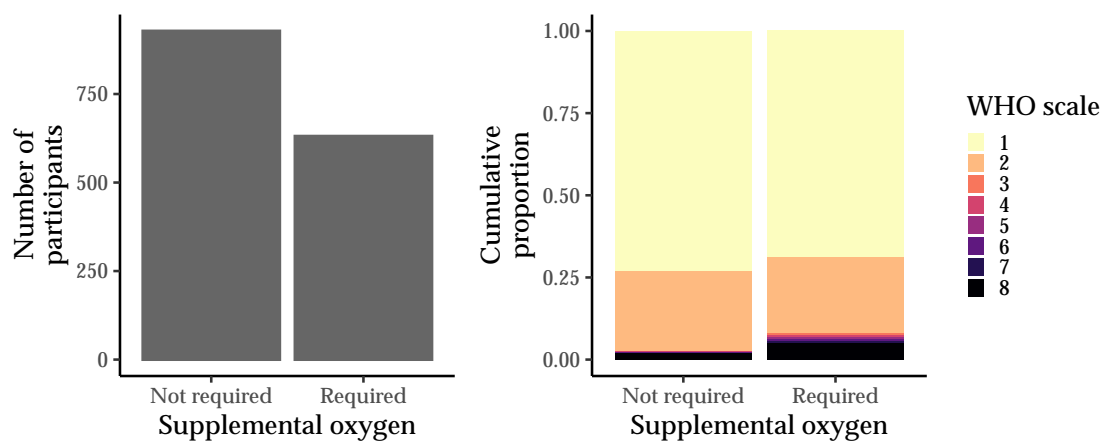 Number of
participants
750
500
250
0
Not required
Required
Supplemental oxygen
Cumulative
proportion
1.00
0.75
0.50
0.25
0.00
Not required
Required
Supplemental oxygen
WHO scale
1
2
3
4
5
6
7
8